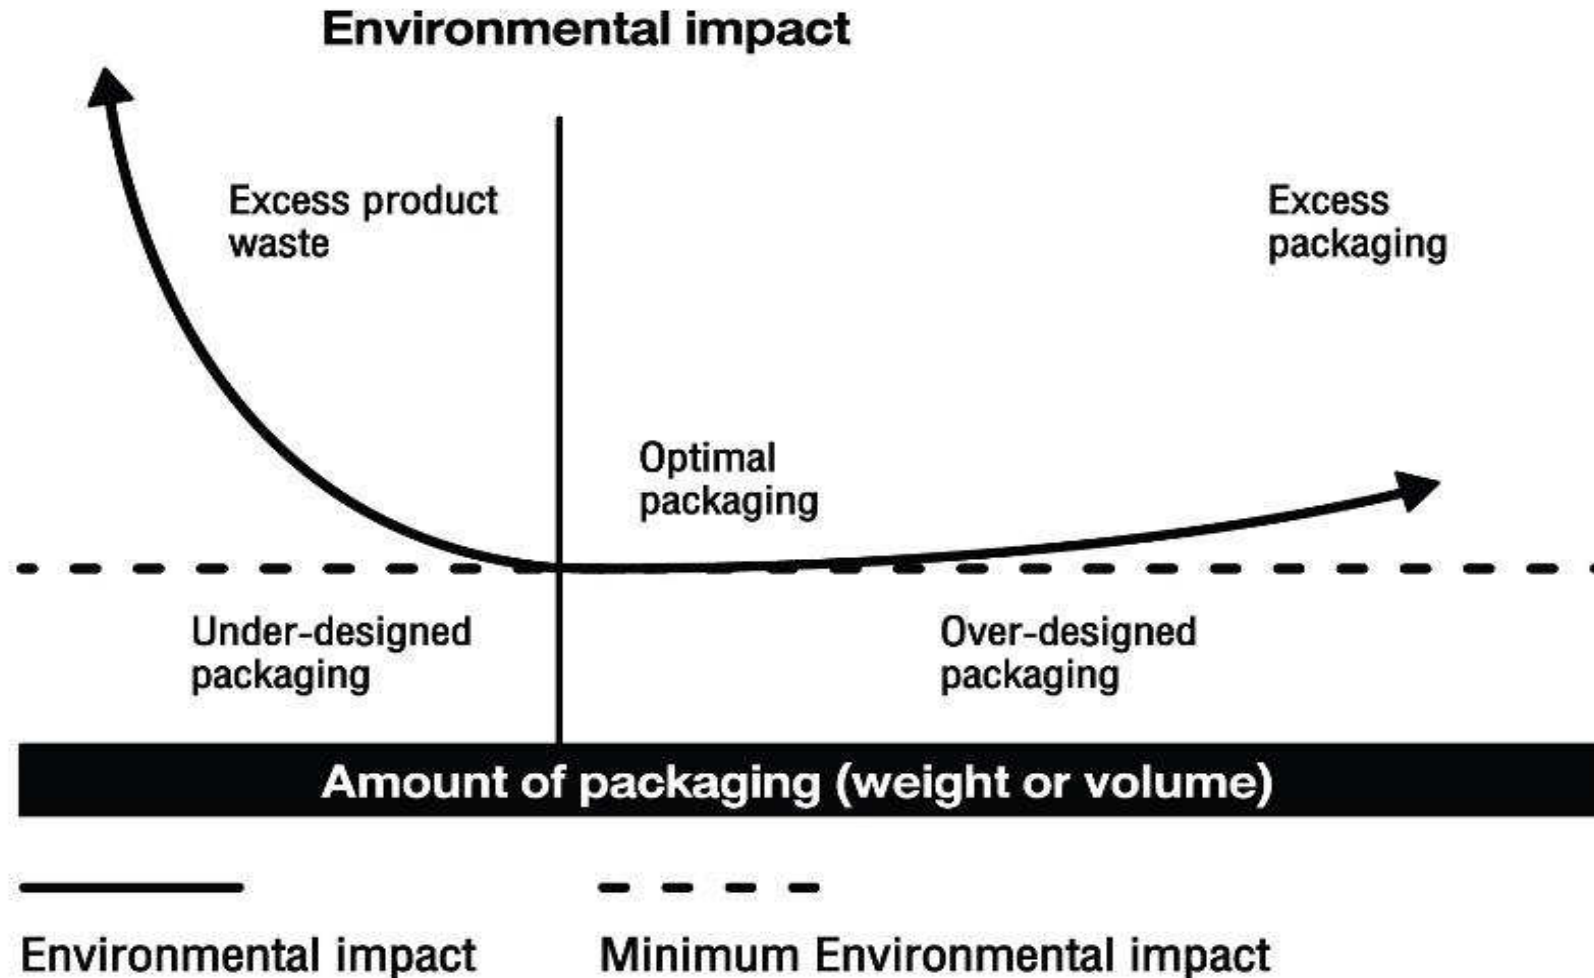 Environmental impact
Excess product
waste
Excess
packaging
Optimal
packaging
Under-designed
packaging
Over-designed
packaging
Amount of packaging (weight or volume)
Environmental impact
Minimum Environmental impact